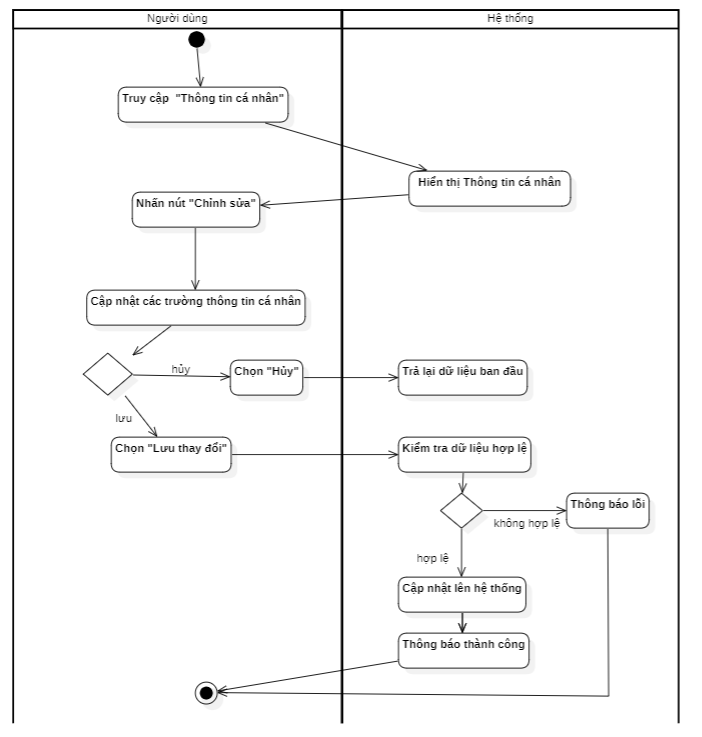 Người dùng
Hệ thống
Truy cập "Thông tin cá nhân"
Hiển thị Thông tin cá nhân
Nhấn nút "Chỉnh sửa"
Cập nhật các trường thông tin cá nhân
hủy
Chọn "Hủy"
Trả lại dữ liệu ban đầu
lưu
Chọn "Lưu thay đổi"
Kiểm tra dữ liệu hợp lệ
Thông báo lỗi
không hợp lệ
hợp lệ
Cập nhật lên hệ thống
Thông báo thành công